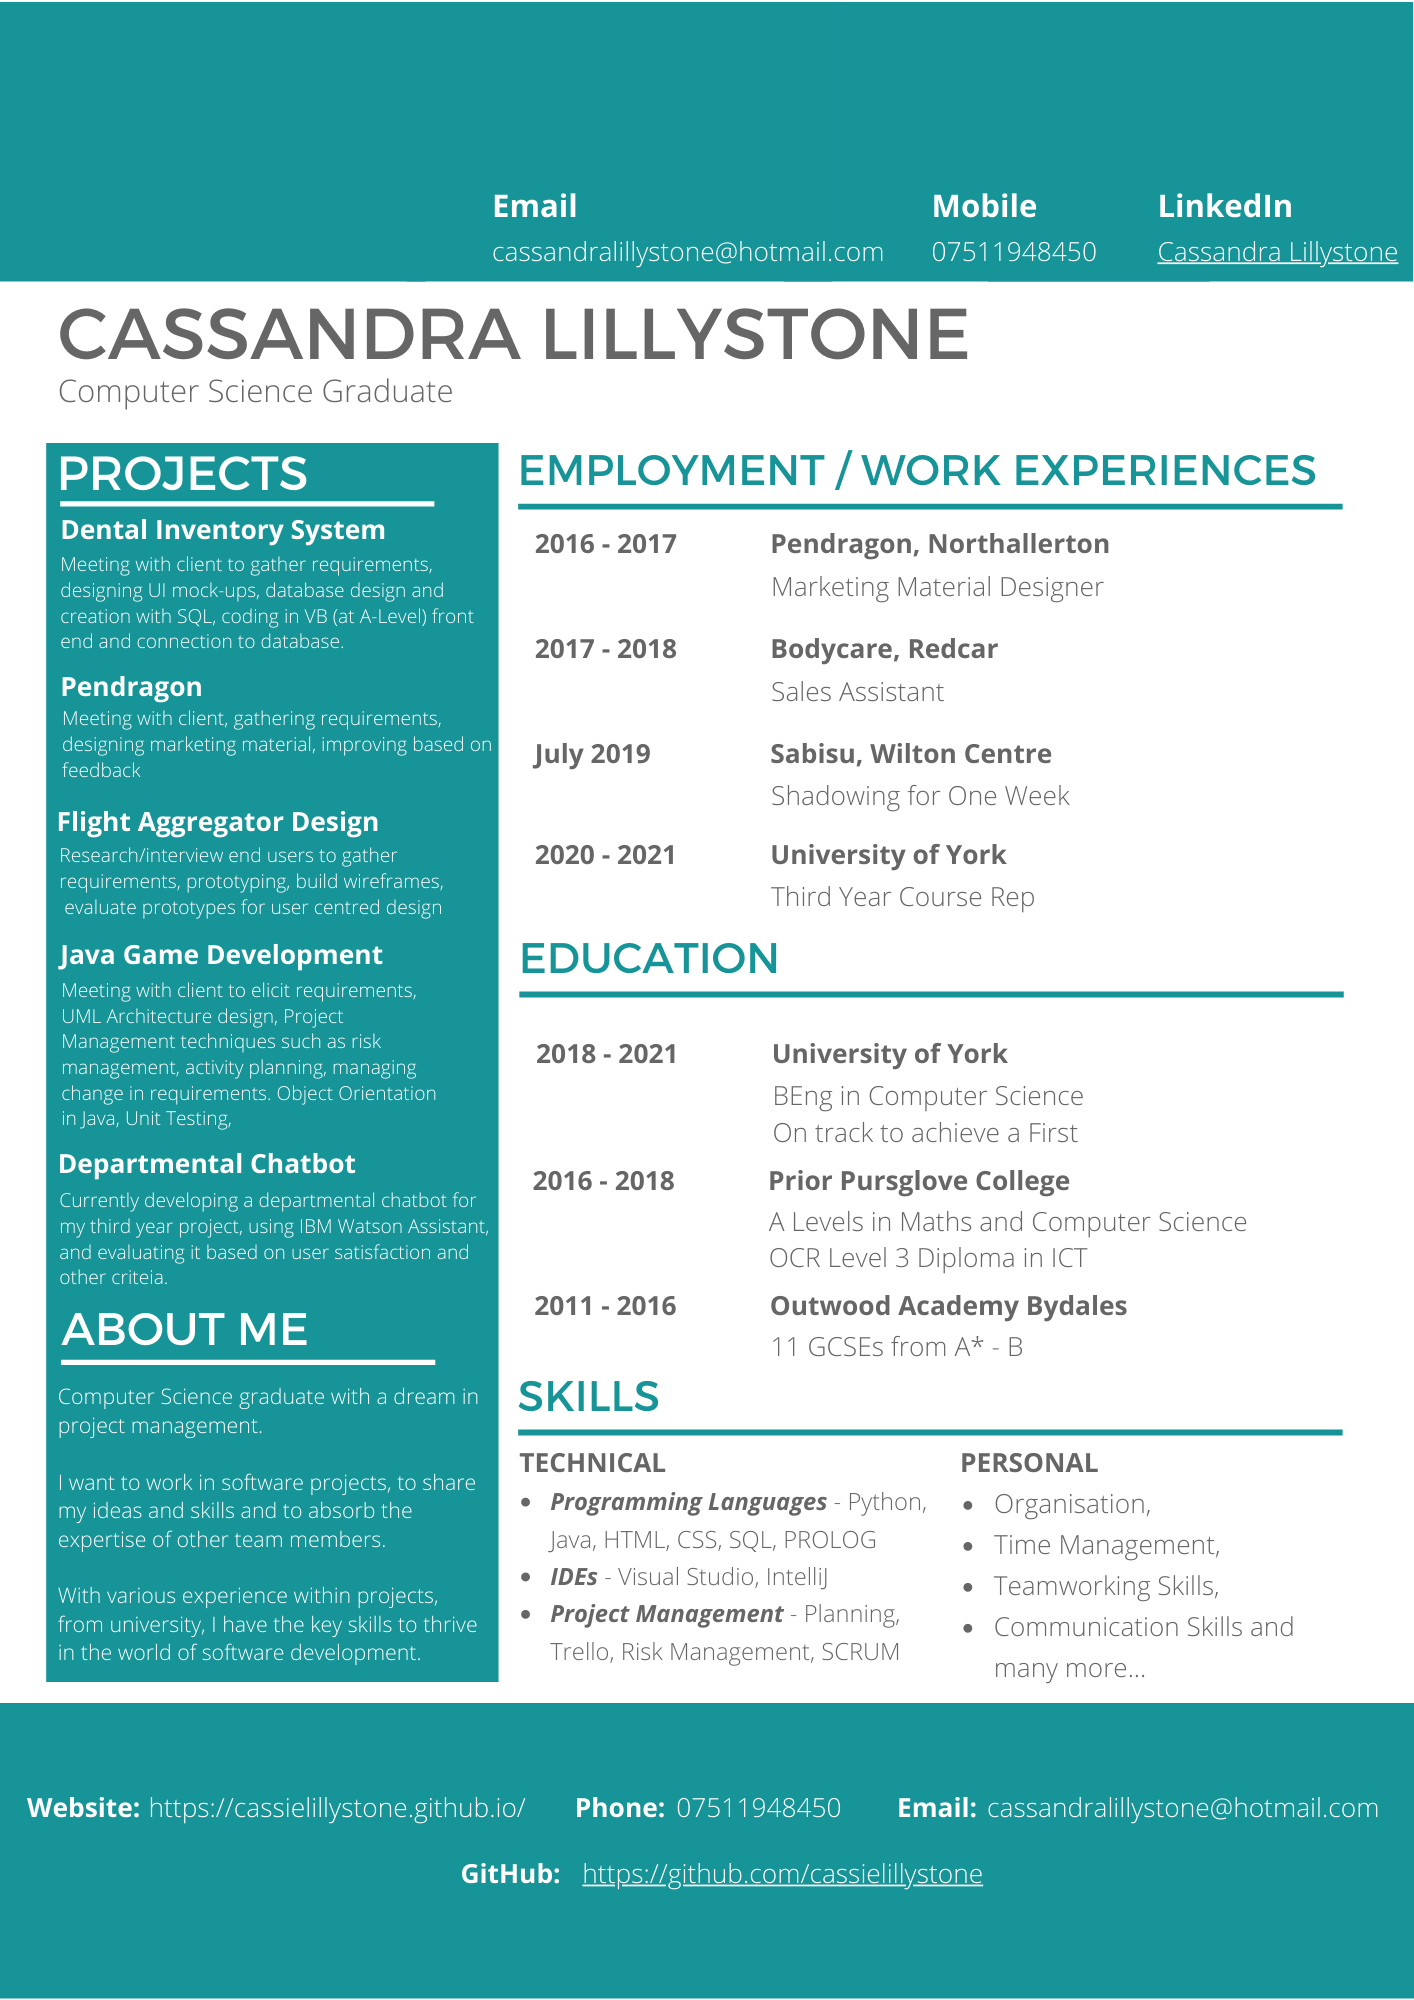 Email
cassandralillystone@hotmail.com
Mobile
07511948450
LinkedIn
Cassandra Lillystone
CASSANDRA LILLYSTONE
Computer Science Graduate
PROJECTS
Dental Inventory System
Meeting with client to gather requirements,
designing UI mock-ups, database design and
creation with SQL, coding in VB (at A-Level) front
end and connection to database.
Pendragon
Meeting with client, gathering requirements,
designing marketing material, improving based on
feedback
Flight Aggregator Design
Research/interview end users to gather
requirements, prototyping, build wireframes,
evaluate prototypes for user centred design
Java Game Development
Meeting with client to elicit requirements,
UML Architecture design, Project
Management techniques such as risk
management, activity planning, managing
change in requirements. Object Orientation
in Java, Unit Testing,
Departmental Chatbot
Currently developing a departmental chatbot for
my third year project, using IBM Watson Assistant,
and evaluating it based on user satisfaction and
other criteia.
ABOUT ME
Computer Science graduate with a dream in
project management.
I want to work in software projects, to share
my ideas and skills and to absorb the
expertise of other team members.
With various experience within projects,
from university, I have the key skills to thrive
in the world of software development.
EMPLOYMENT / WORK EXPERIENCES
2016 - 2017 Pendragon, Northallerton
Marketing Material Designer
2017 - 2018 Bodycare, Redcar
Sales Assistant
July 2019 Sabisu, Wilton Centre
Shadowing for One Week
2020 - 2021 University of York
Third Year Course Rep
EDUCATION
2018 - 2021 University of York
BEng in Computer Science
On track to achieve a First
2016 - 2018 Prior Pursglove College
A Levels in Maths and Computer Science
OCR Level 3 Diploma in ICT
2011 - 2016 Outwood Academy Bydales
11 GCSEs from A* - B
SKILLS
TECHNICAL
• Programming Languages - Python,
Java, HTML, CSS, SQL, PROLOG
• IDEs - Visual Studio, IntelliJ
• Project Management - Planning,
Trello, Risk Management, SCRUM
PERSONAL
• Organisation,
• Time Management,
• Teamworking Skills,
• Communication Skills and
many more...
Website: https://cassielillystone.github.io/ Phone: 07511948450 Email: cassandralillystone@hotmail.com
GitHub: https://github.com/cassielillystone